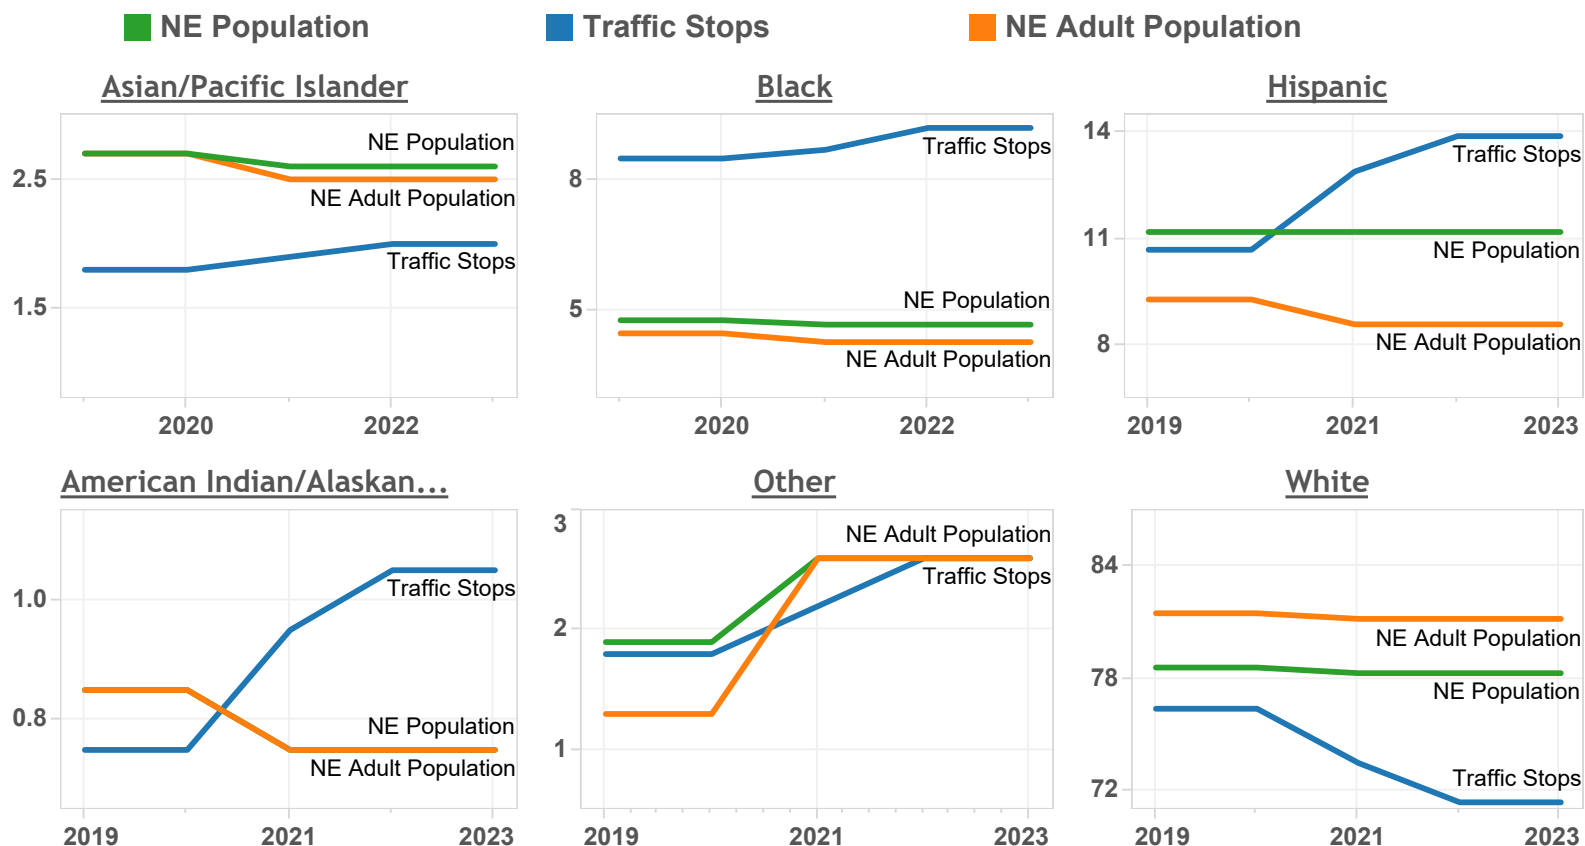 NE Population Traffic Stops NE Adult Population
Asian/Pacific Islander Black Hispanic
NE Population
2.5
NE Adult Population
Traffic Stops
1.5
2020 2022
Traffic Stops
8
NE Population
5
NE Adult Population
2020 2022
14
Traffic Stops
11
NE Population
NE Adult Population
8
2019 2021 2023
American Indian/Alaskan... Other White
Traffic Stops
1.0
0.8
NE Population
NE Adult Population
2019 2021 2023
3
NE Adult Population
Traffic Stops
2
1
2019 2021 2023
84
NE Adult Population
78
NE Population
Traffic Stops
72
2019 2021 2023